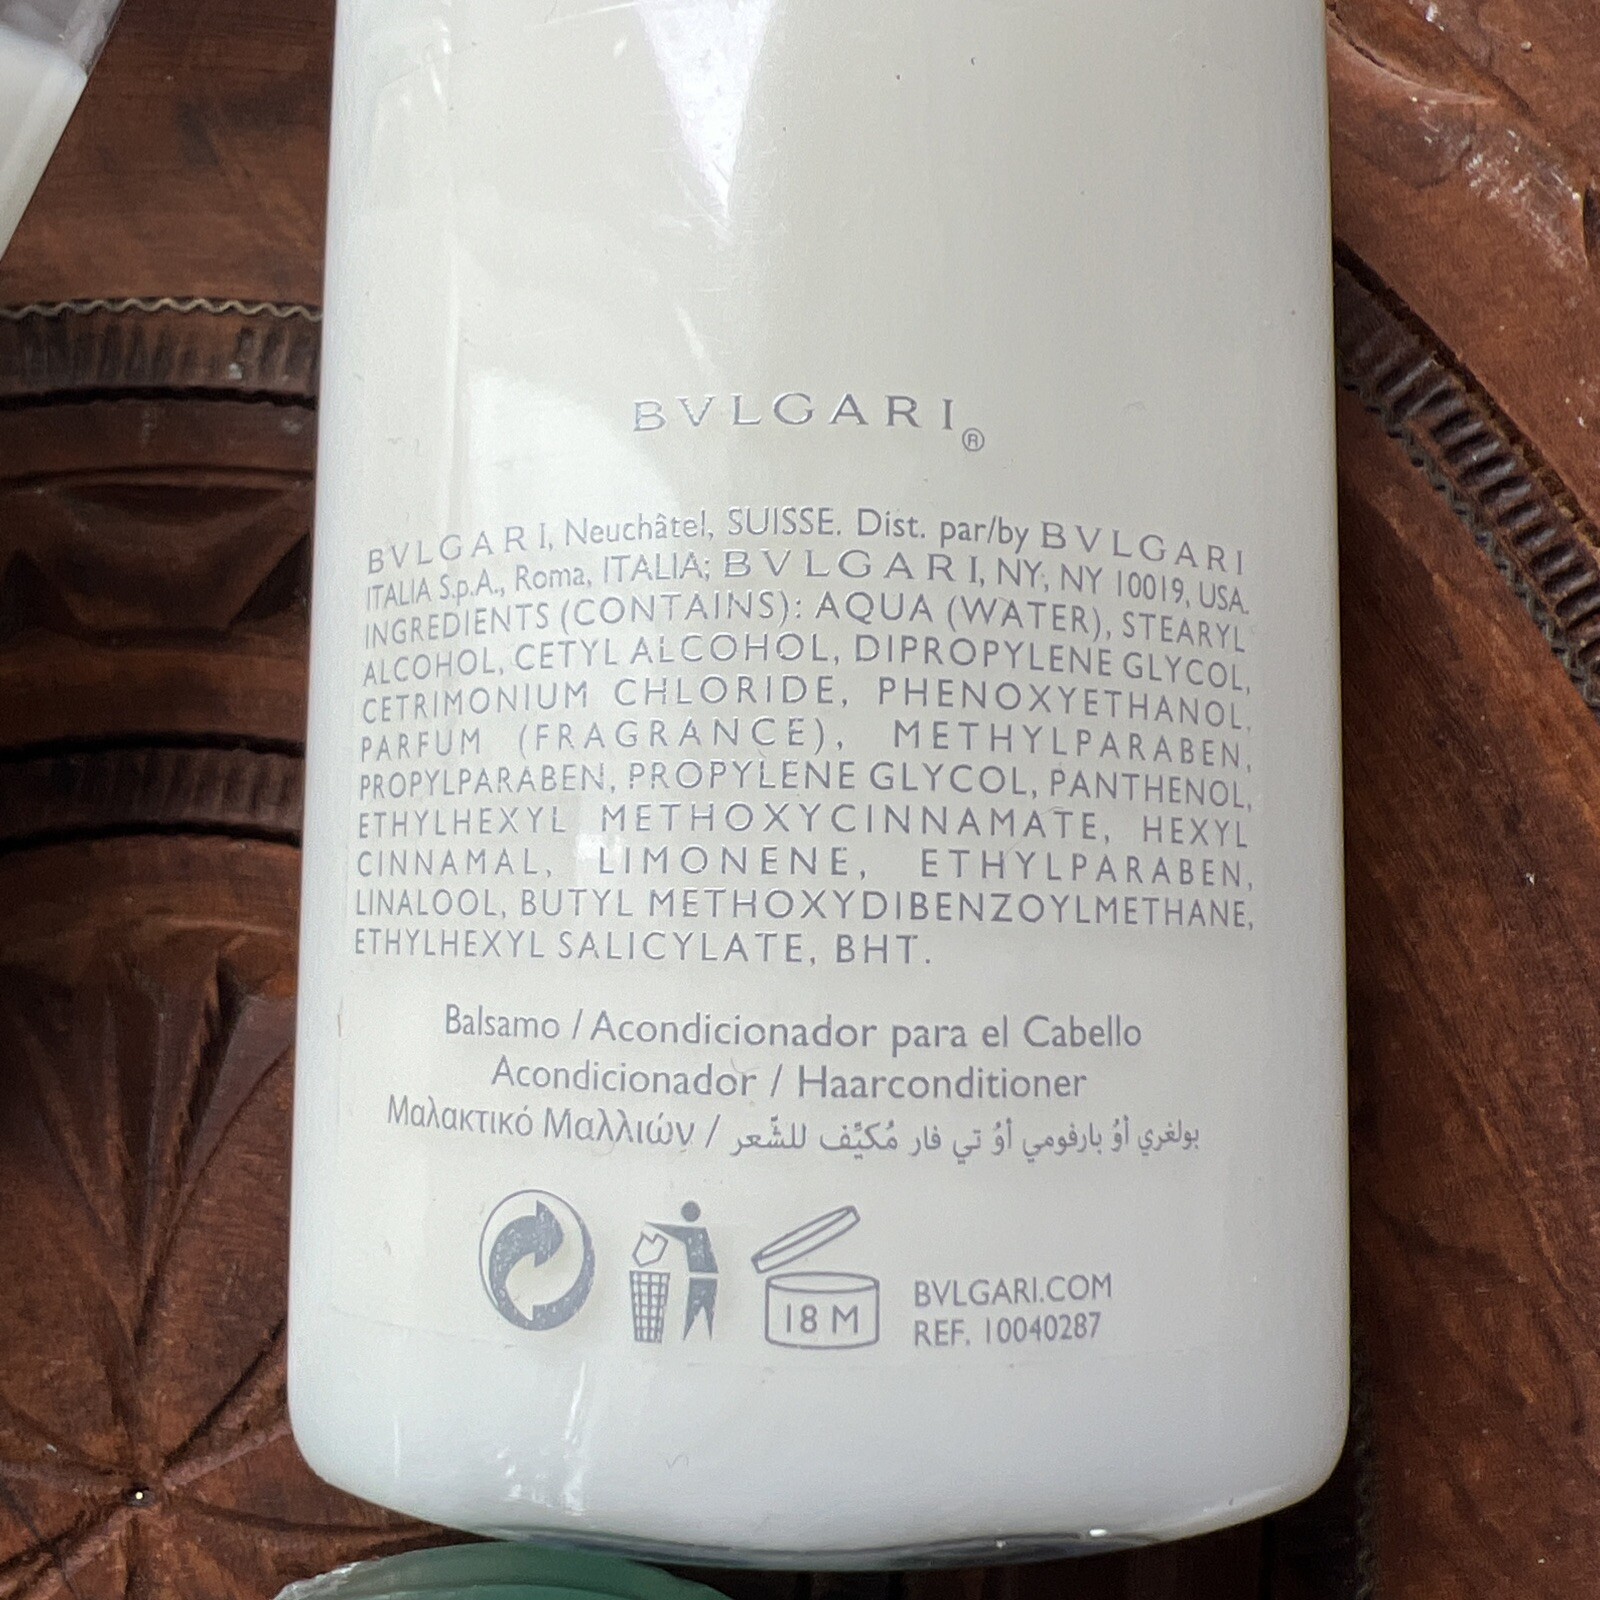 BVLGARI®
BVLGARI, Neuchâtel, SUISSE. Dist. par/by BVLGARI
ITALIA S.p.A., Roma, ITALIA; BVLGARI, NY, NY 10019, USA.
INGREDIENTS (CONTAINS): AQUA (WATER), STEARYL
ALCOHOL, CETYL ALCOHOL, DIPROPYLENE GLYCOL,
CETRIMONIUM CHLORIDE, PHENOXYETHANOL,
PARFUM (FRAGRANCE), METHYLPARABEN,
PROPYLPARABEN, PROPYLENE GLYCOL, PANTHENOL,
ETHYLHEXYL METHOXYCINNAMATE, HEXYL
CINNAMAL, LIMONENE, ETHYLPARABEN,
LINALOOL, BUTYL METHOXYDIBENZOYLMETHANE,
ETHYLHEXYL SALICYLATE, BHT.
Balsamo / Acondicionador para el Cabello
Acondicionador / Haarconditioner
Μαλακτικό Μαλλιών / بولغري أوُ بارفومي أوُ تي فار مُكيِّف للشَّعر
18 M
BVLGARI.COM
REF. 10040287